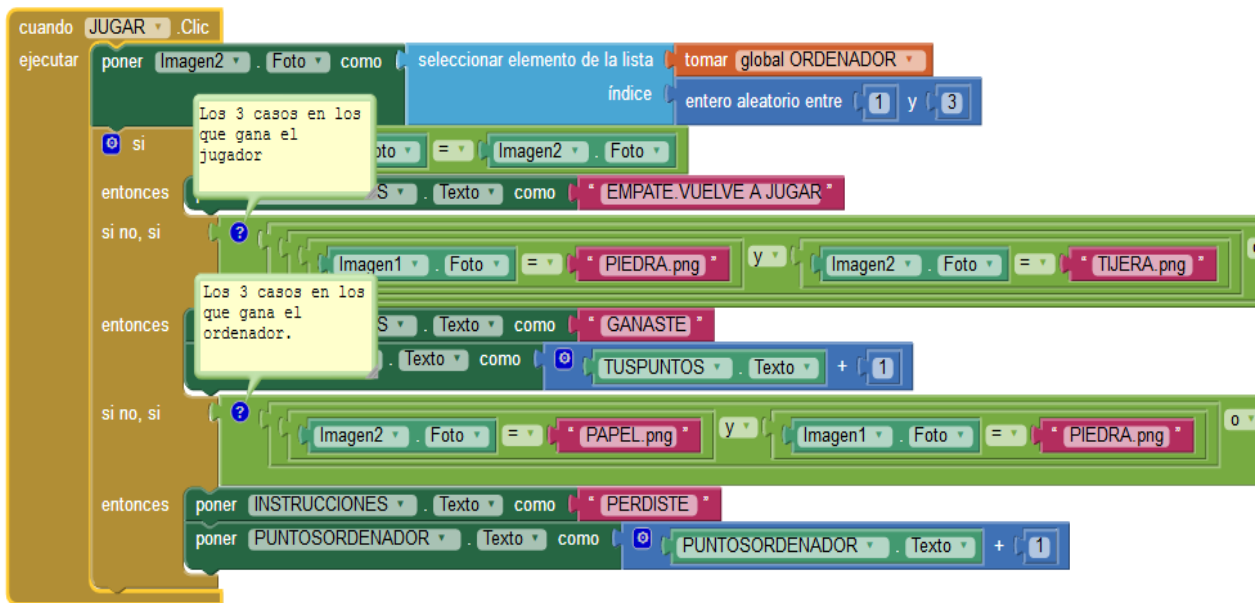 cuando JUGAR .Clic
ejecutar poner Imagen2 . Foto como seleccionar elemento de la lista tomar global ORDENADOR
índice entero aleatorio entre 1 y 3
Los 3 casos en los
que gana el
jugador
si = Imagen2 . Foto
entonces . Texto como " EMPATE.VUELVE A JUGAR "
si no, si ? Imagen1 . Foto = " PIEDRA.png " y Imagen2 . Foto = " TIJERA.png "
Los 3 casos en los
que gana el
ordenador.
entonces S . Texto como " GANASTE "
. Texto como TUSPUNTOS . Texto + 1
si no, si ? Imagen2 . Foto = " PAPEL.png " y Imagen1 . Foto = " PIEDRA.png " o
entonces poner INSTRUCCIONES . Texto como " PERDISTE "
poner PUNTOSORDENADOR . Texto como PUNTOSORDENADOR . Texto + 1